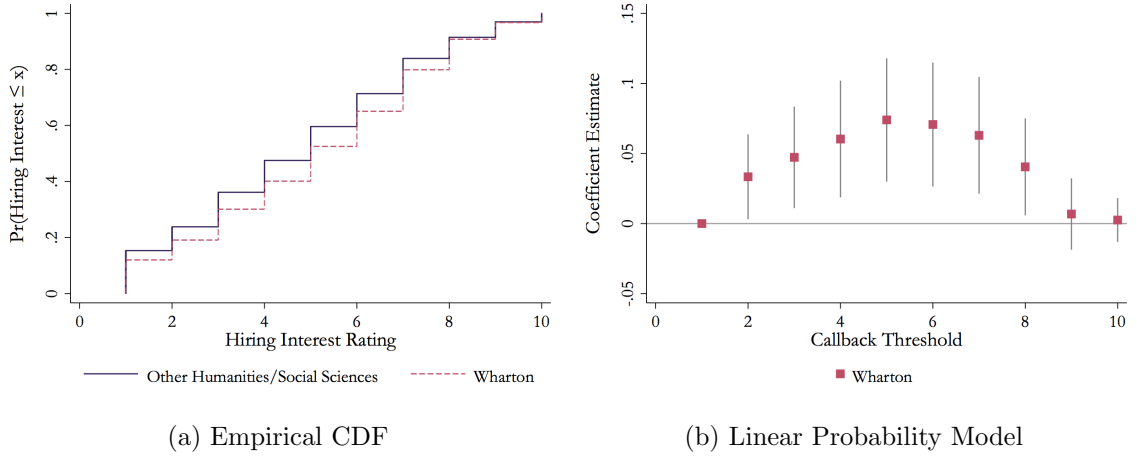 1
.8
.6
.4
.2
0
Pr(Hiring Interest ≤ x)
0 2 4 6 8 10
Hiring Interest Rating
Other Humanities/Social Sciences Wharton
(a) Empirical CDF
.15
.1
.05
0
-.05
Coefficient Estimate
0 2 4 6 8 10
Callback Threshold
Wharton
(b) Linear Probability Model